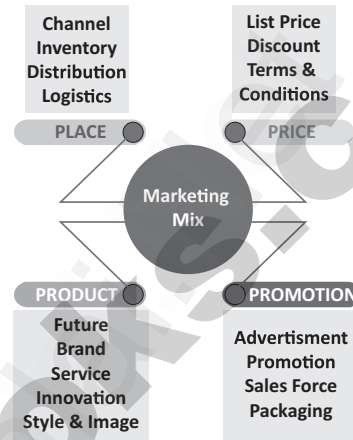 Channel
Inventory
Distribution
Logistics
PLACE
List Price
Discount
Terms &
Conditions
PRICE
Marketing
Mix
PRODUCT
Future
Brand
Service
Innovation
Style & Image
PROMOTION
Advertisment
Promotion
Sales Force
Packaging